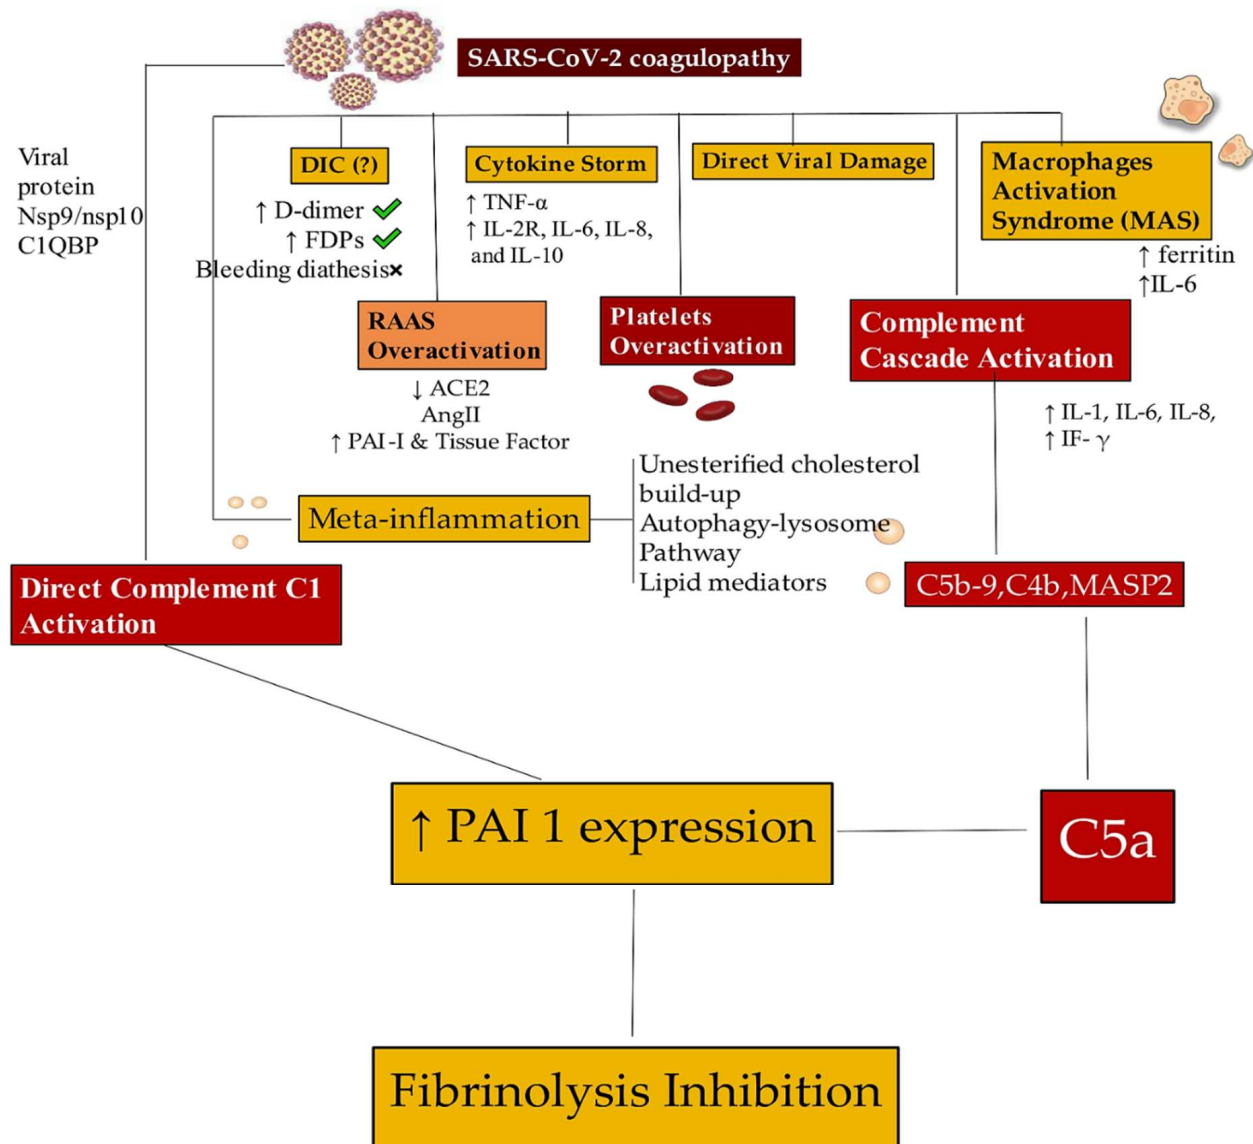 SARS-CoV-2 coagulopathy
Viral
protein
Nsp9/nsp10
C1QBP
DIC (?)
↑ D-dimer ✔
↑ FDPs ✔
Bleeding diathesis×
Cytokine Storm
↑ TNF-α
↑ IL-2R, IL-6, IL-8,
and IL-10
Direct Viral Damage
Macrophages
Activation
Syndrome (MAS)
↑ ferritin
↑IL-6
RAAS
Overactivation
↓ ACE2
AngII
↑ PAI-I & Tissue Factor
Platelets
Overactivation
Complement
Cascade Activation
↑ IL-1, IL-6, IL-8,
↑ IF- γ
Meta-inflammation
Unesterified cholesterol
build-up
Autophagy-lysosome
Pathway
Lipid mediators
Direct Complement C1
Activation
C5b-9,C4b,MASP2
↑ PAI 1 expression
C5a
Fibrinolysis Inhibition